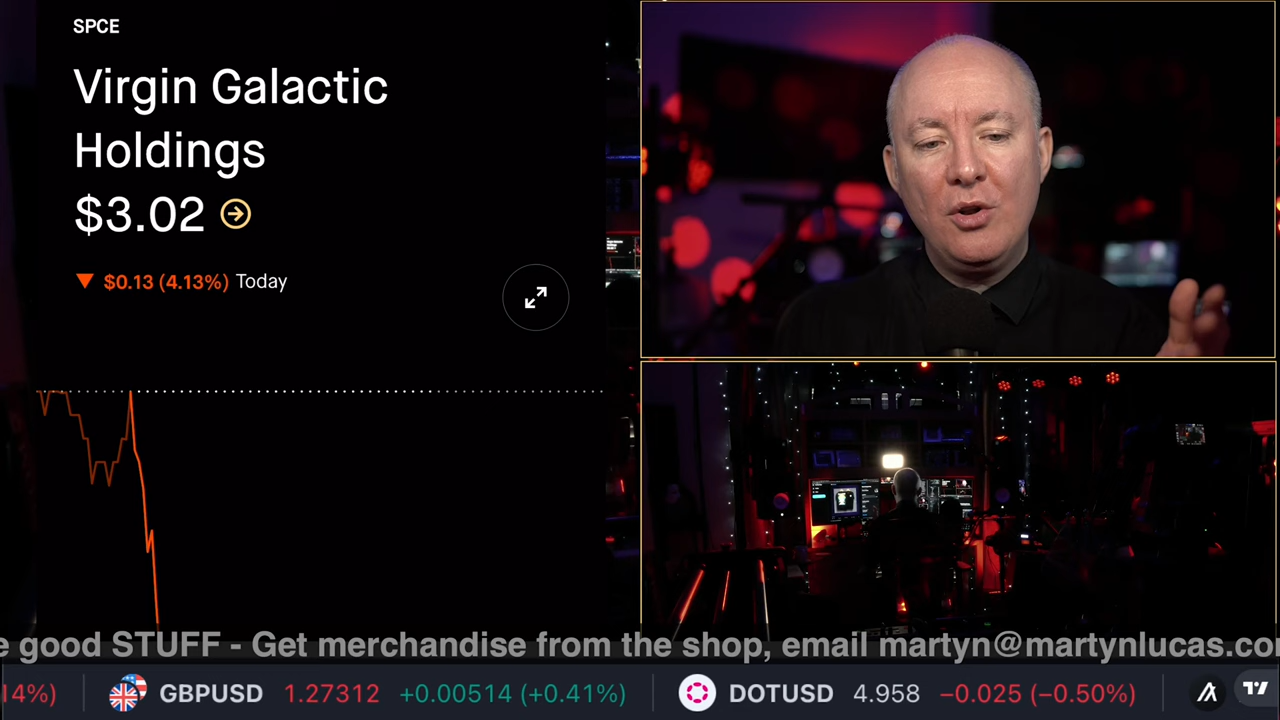 SPCE
Virgin Galactic
Holdings
$3.02
$0.13 (4.13%) Today
e good STUFF - Get merchandise from the shop, email martyn@martynlucas.co
14%) GBPUSD 1.27312 +0.00514 (+0.41%) DOTUSD 4.958 −0.025 (−0.50%)